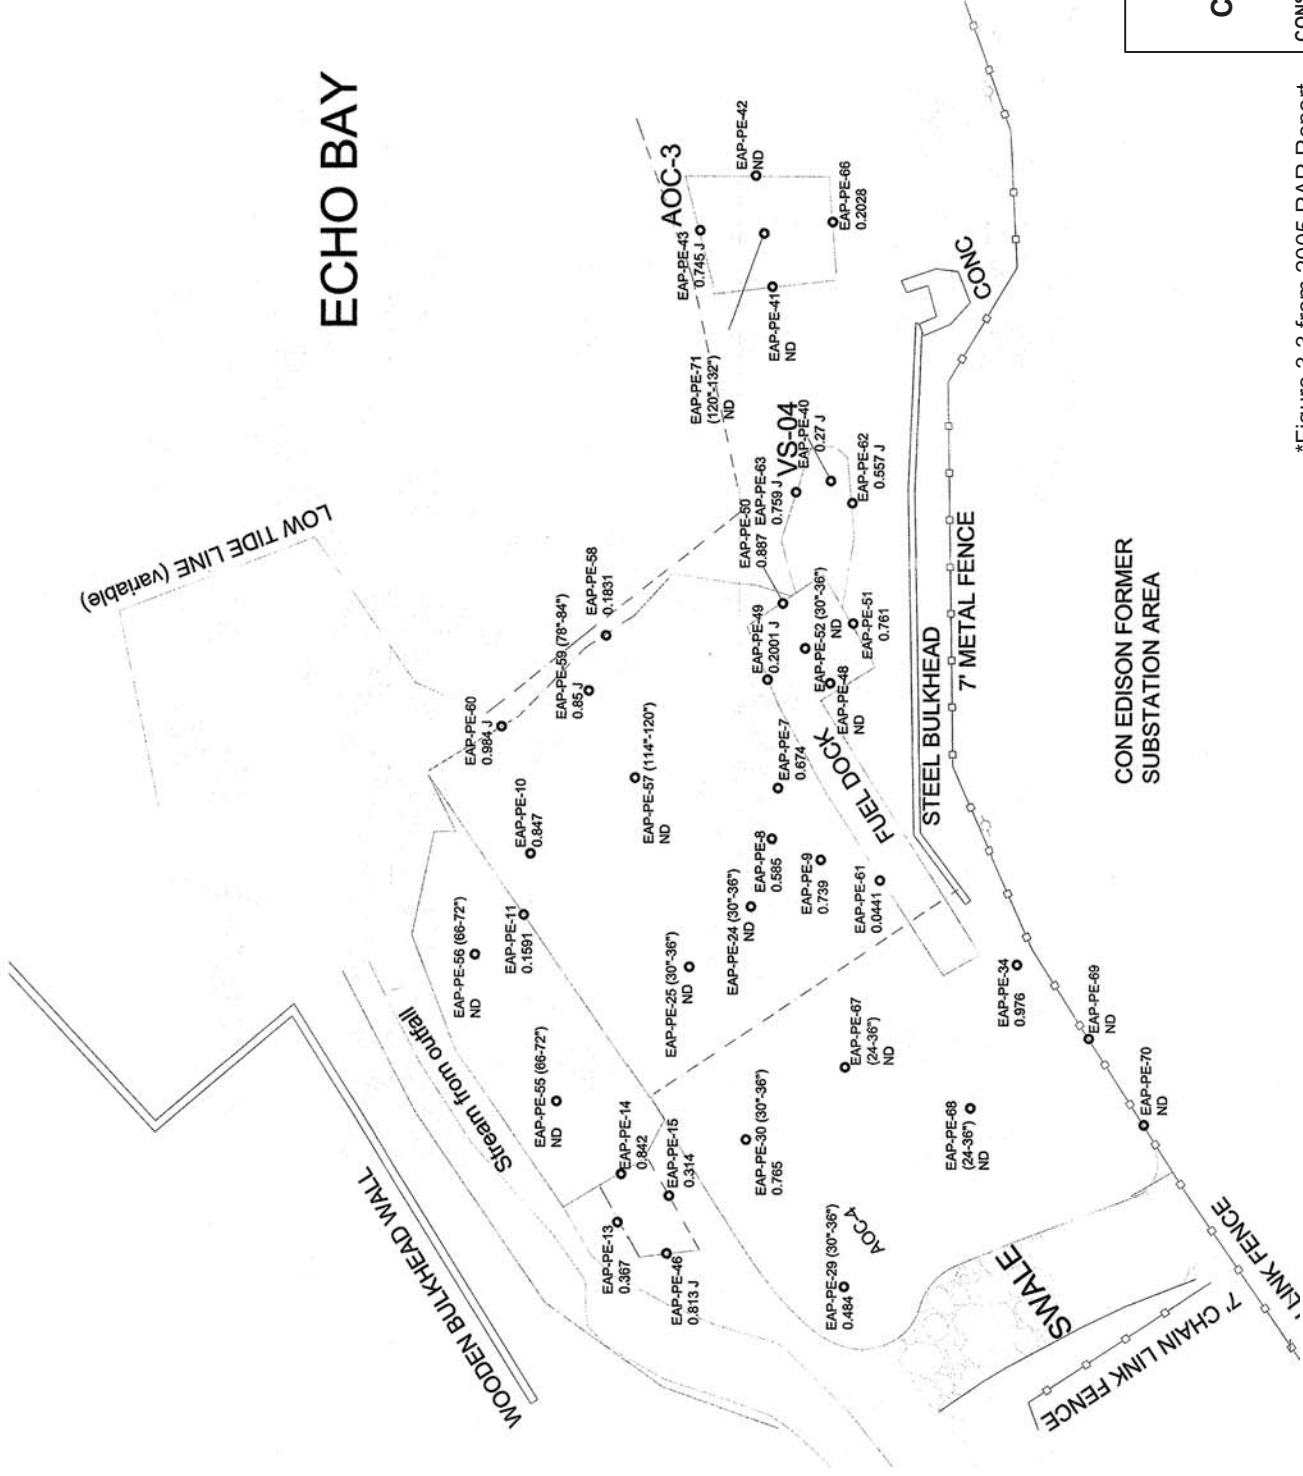 ECHO BAY
C
CONS
*Figure 3-3 from 2005 RAP Report
LOW TIDE LINE (variable)
AOC-3
EAP-PE-42
ND
EAP-PE-43
0.745 J
EAP-PE-66
0.2028
EAP-PE-41
ND
EAP-PE-71
(120"-132")
ND
CONC
VS-04
EAP-PE-40
0.27 J
EAP-PE-63
0.759 J
EAP-PE-62
0.557 J
EAP-PE-50
0.887
EAP-PE-58
0.1831
EAP-PE-59 (78"-84")
0.85 J
EAP-PE-60
0.984 J
EAP-PE-49
0.2001 J
EAP-PE-52 (30"-36")
ND
EAP-PE-51
0.761
EAP-PE-48
ND
EAP-PE-7
0.674
EAP-PE-57 (114"-120")
ND
EAP-PE-10
0.847
EAP-PE-8
0.585
EAP-PE-9
0.739
FUEL DOCK
STEEL BULKHEAD
7' METAL FENCE
CON EDISON FORMER
SUBSTATION AREA
EAP-PE-61
0.0441
EAP-PE-24 (30"-36")
ND
EAP-PE-11
0.1591
EAP-PE-56 (66-72")
ND
EAP-PE-25 (30"-36")
ND
EAP-PE-34
0.976
EAP-PE-67
(24-36")
ND
EAP-PE-69
ND
EAP-PE-70
ND
EAP-PE-68
(24-36")
ND
EAP-PE-55 (66-72")
ND
Stream from outfall
EAP-PE-14
0.842
EAP-PE-15
0.314
EAP-PE-30 (30"-36")
0.765
EAP-PE-13
0.367
EAP-PE-46
0.813 J
EAP-PE-29 (30"-36")
0.484
AOC-4
WOODEN BULKHEAD WALL
SWALE
7' CHAIN LINK FENCE
LINK FENCE